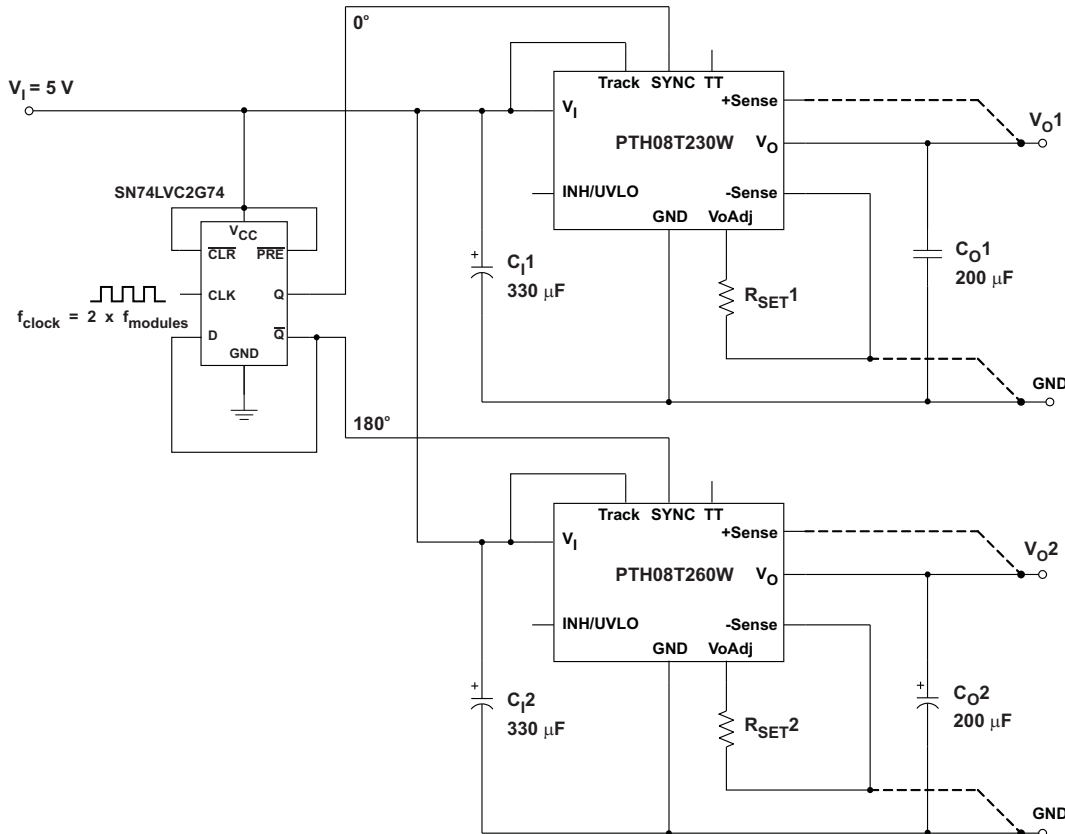 0°
Track SYNC TT
V_I = 5 V
V_I
+Sense
V_O1
PTH08T230W
V_O
SN74LVC2G74
INH/UVLO
-Sense
GND
VoAdj
V_CC
C̅L̅R̅
P̅R̅E̅
C_I1
330 μF
C_O1
200 μF
CLK
Q
R_SET1
f_clock = 2 x f_modules
D
Q̅
GND
GND
180°
Track SYNC TT
V_I
+Sense
V_O2
PTH08T260W
V_O
INH/UVLO
-Sense
GND
VoAdj
C_I2
330 μF
R_SET2
C_O2
200 μF
GND